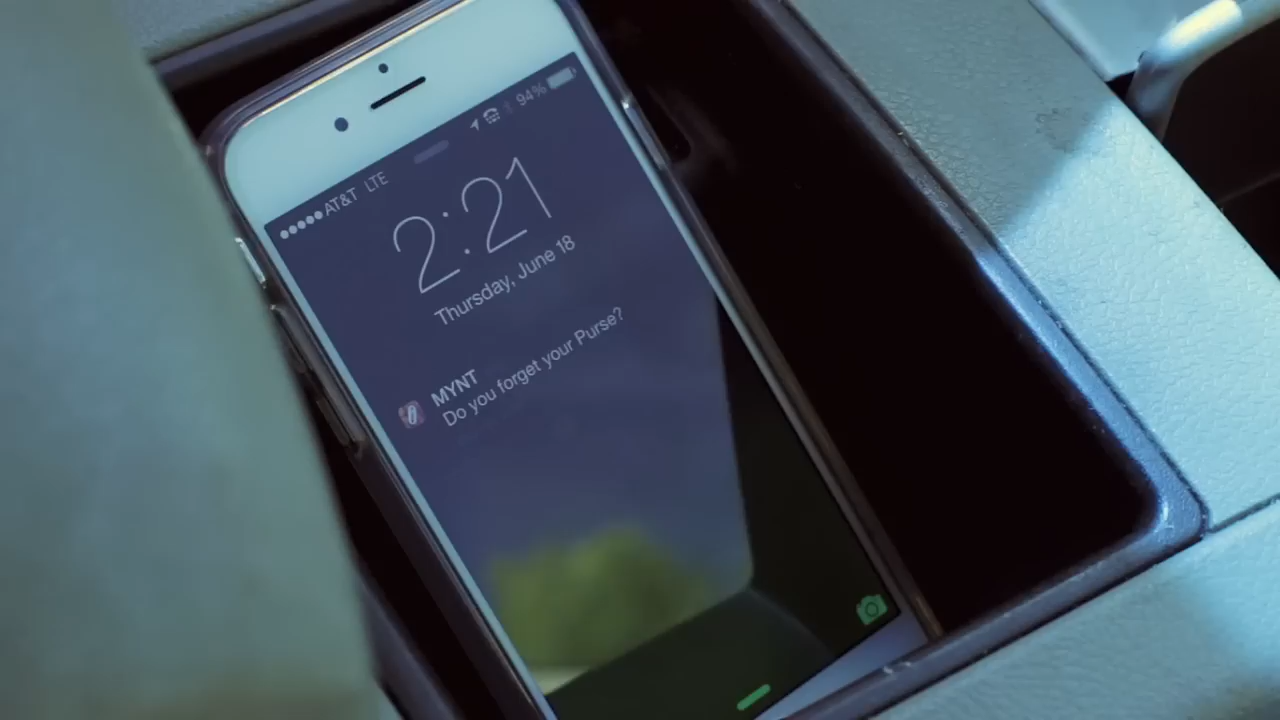 ●●●●●AT&T LTE 94%
2:21
Thursday, June 18
MYNT
Do you forget your Purse?